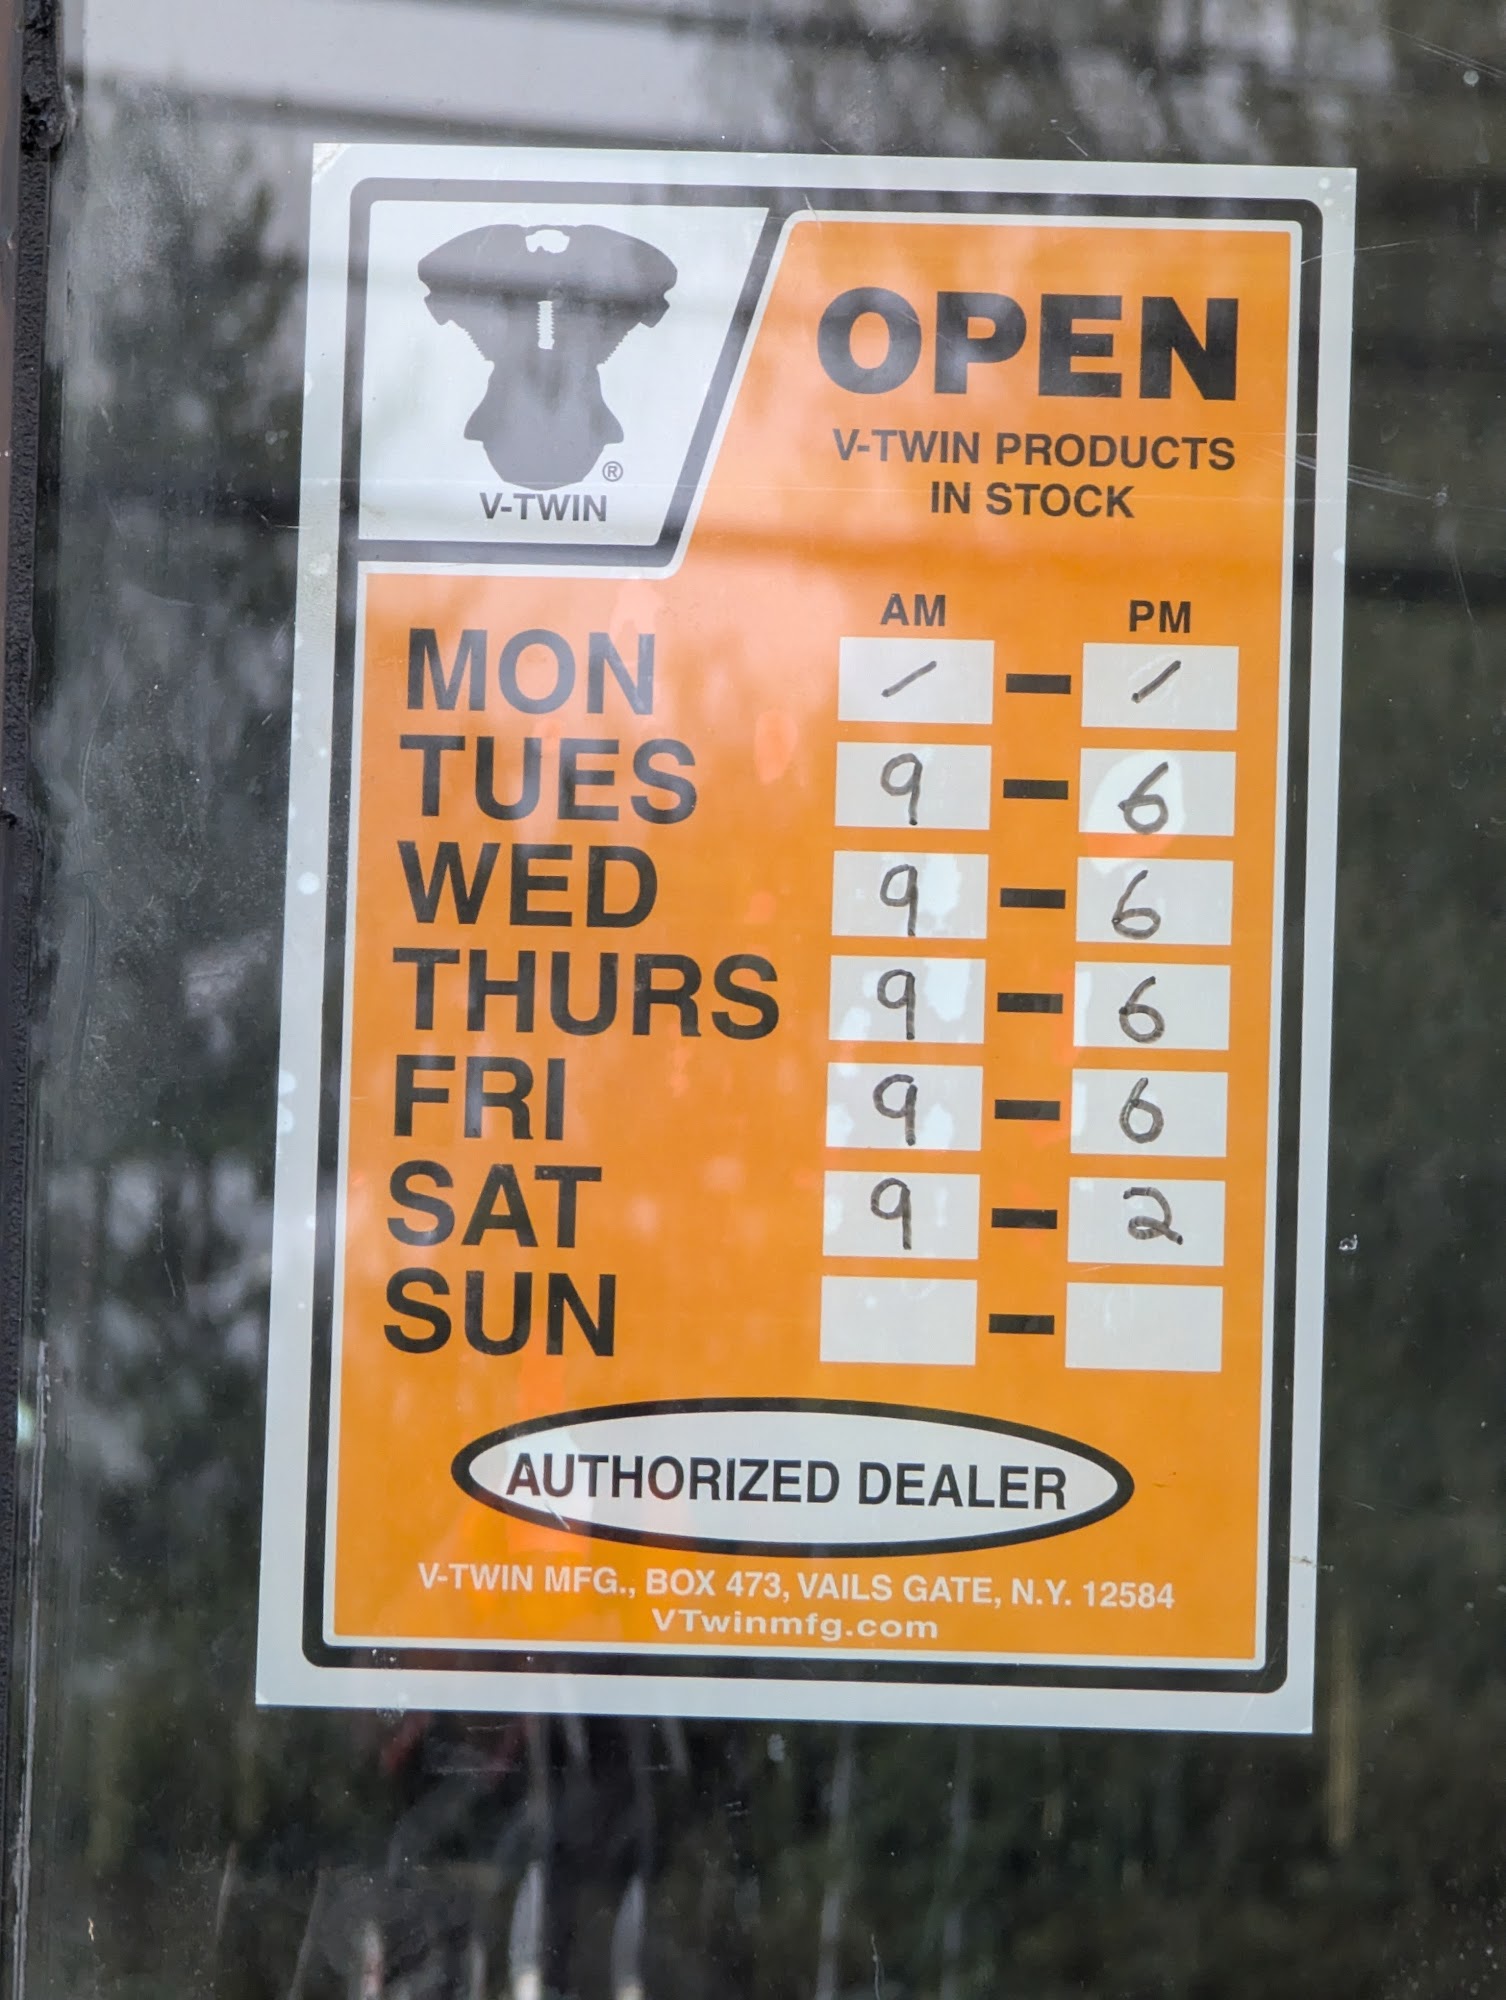 ®
V-TWIN
OPEN
V-TWIN PRODUCTS
IN STOCK
AM PM
MON / - /
TUES 9 - 6
WED 9 - 6
THURS 9 - 6
FRI 9 - 6
SAT 9 - 2
SUN -
AUTHORIZED DEALER
V-TWIN MFG., BOX 473, VAILS GATE, N.Y. 12584
VTwinmfg.com